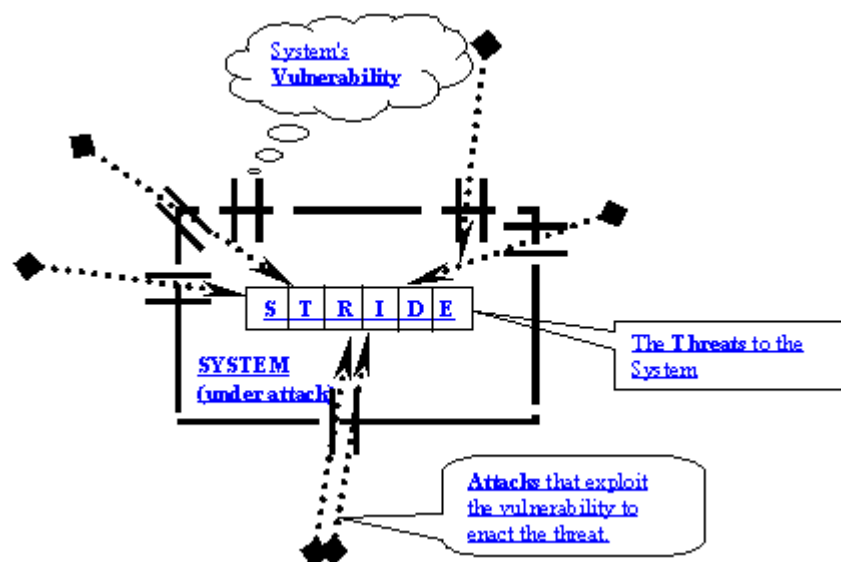 System's
Vulnerability
S T R I D E
The Threats to the
System
SYSTEM
(under attack)
Attacks that exploit
the vulnerability to
enact the threat.